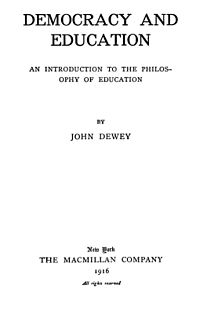 DEMOCRACY AND
EDUCATION
AN INTRODUCTION TO THE PHILOS-
OPHY OF EDUCATION
BY
JOHN DEWEY
New York
THE MACMILLAN COMPANY
1916
All rights reserved